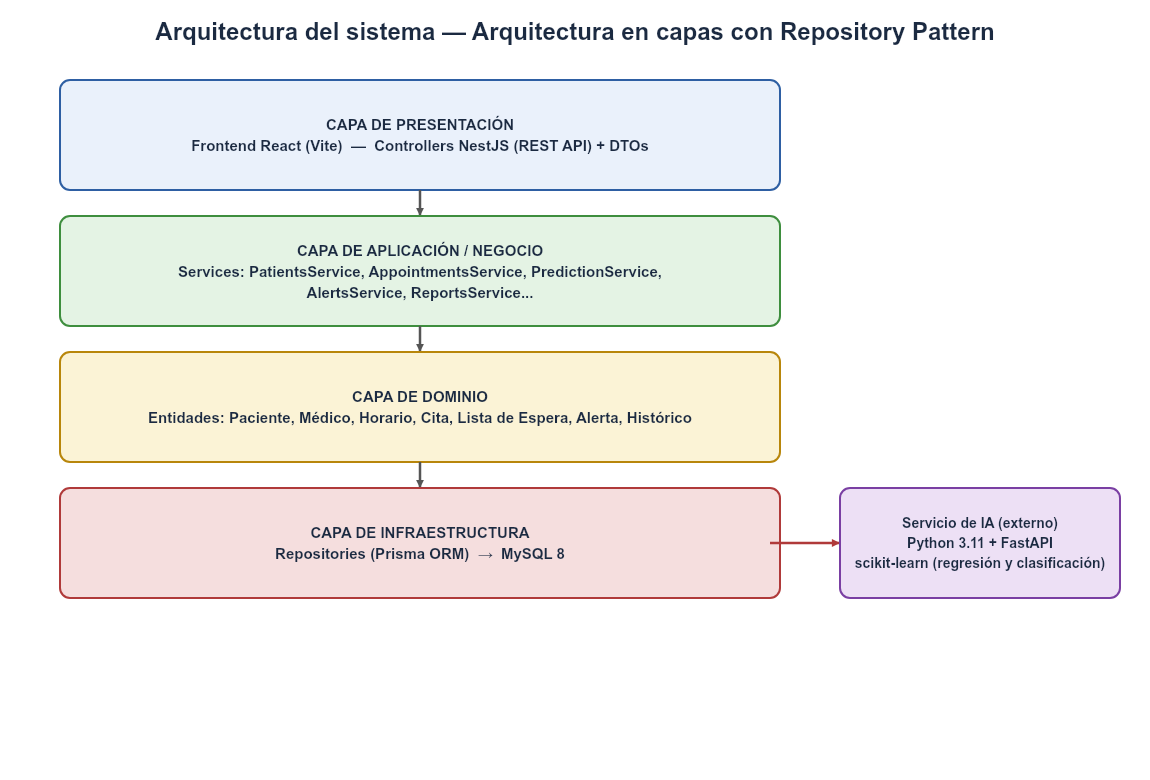 Arquitectura del sistema — Arquitectura en capas con Repository Pattern
CAPA DE PRESENTACIÓN
Frontend React (Vite) — Controllers NestJS (REST API) + DTOs
CAPA DE APLICACIÓN / NEGOCIO
Services: PatientsService, AppointmentsService, PredictionService,
AlertsService, ReportsService...
CAPA DE DOMINIO
Entidades: Paciente, Médico, Horario, Cita, Lista de Espera, Alerta, Histórico
CAPA DE INFRAESTRUCTURA
Repositories (Prisma ORM) → MySQL 8
Servicio de IA (externo)
Python 3.11 + FastAPI
scikit-learn (regresión y clasificación)